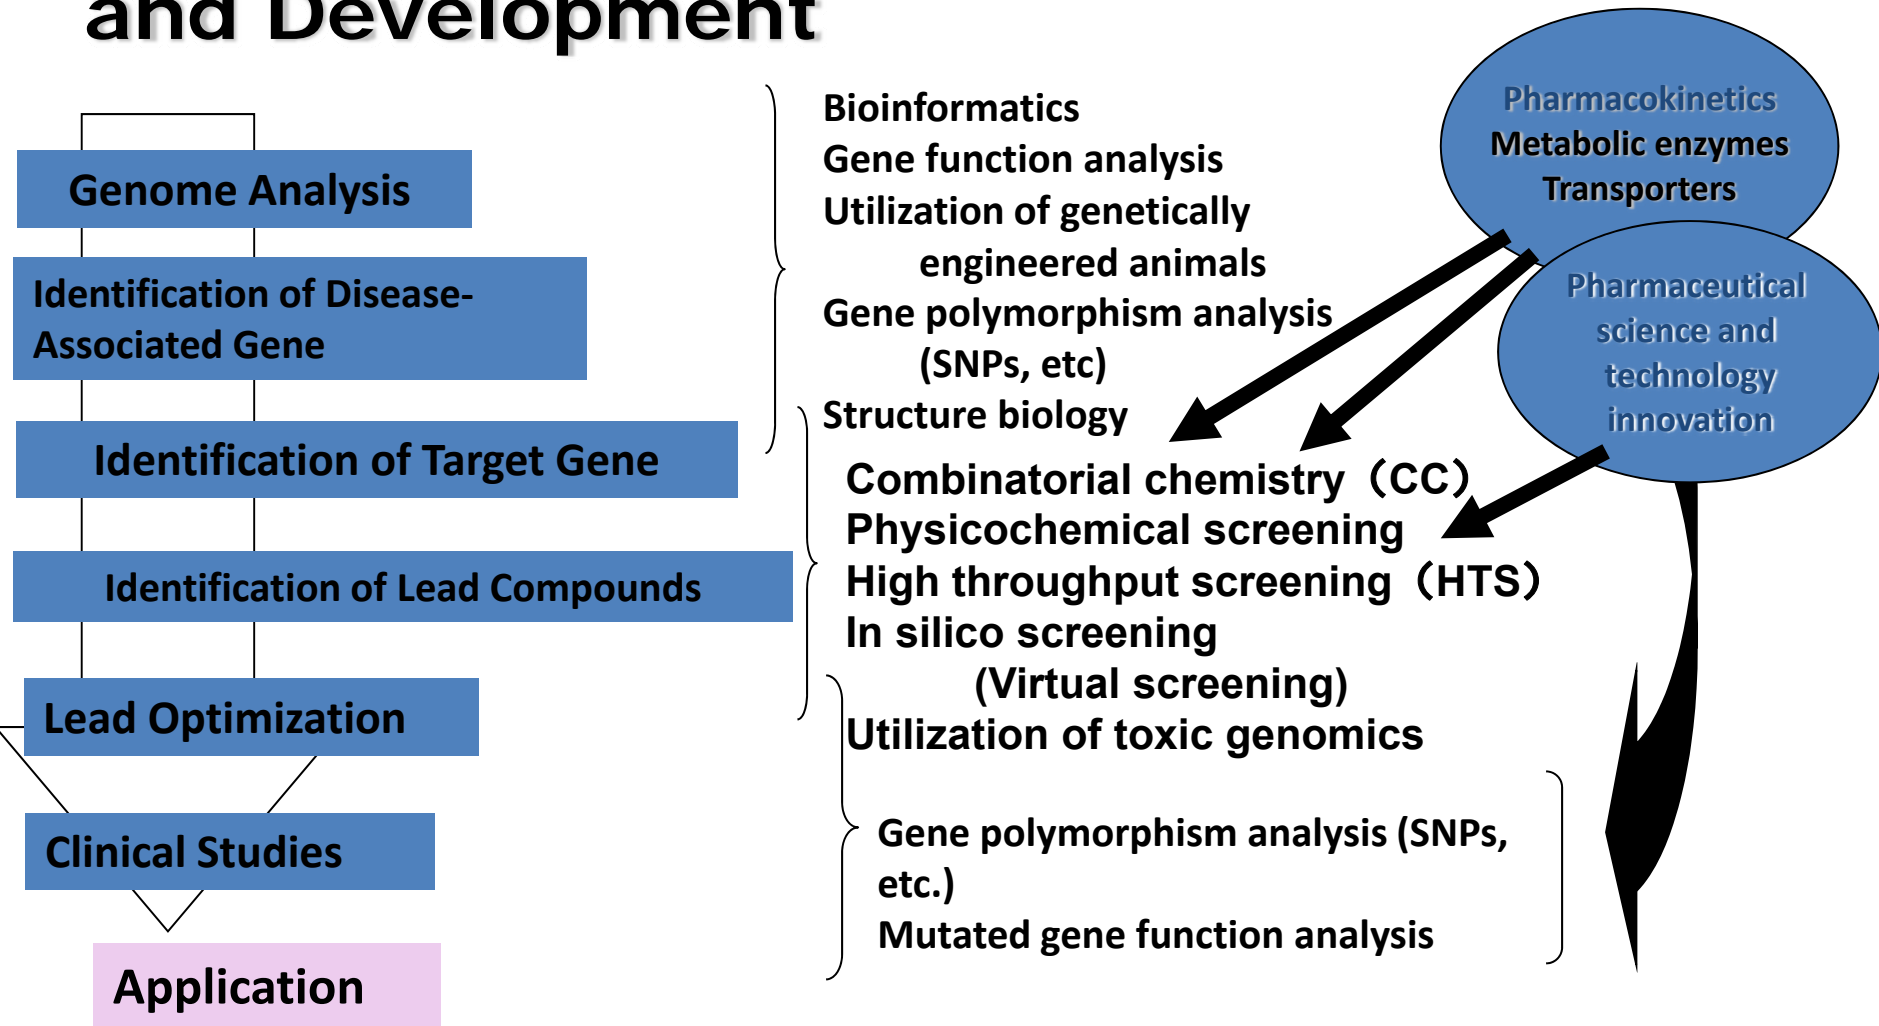 and Development
Genome Analysis
Identification of Disease-
Associated Gene
Identification of Target Gene
Identification of Lead Compounds
Lead Optimization
Clinical Studies
Application
Bioinformatics
Gene function analysis
Utilization of genetically
engineered animals
Gene polymorphism analysis
(SNPs, etc)
Structure biology
Combinatorial chemistry（CC）
Physicochemical screening
High throughput screening（HTS）
In silico screening
(Virtual screening)
Utilization of toxic genomics
Gene polymorphism analysis (SNPs,
etc.)
Mutated gene function analysis
Pharmacokinetics
Metabolic enzymes
Transporters
Pharmaceutical
science and
technology
innovation